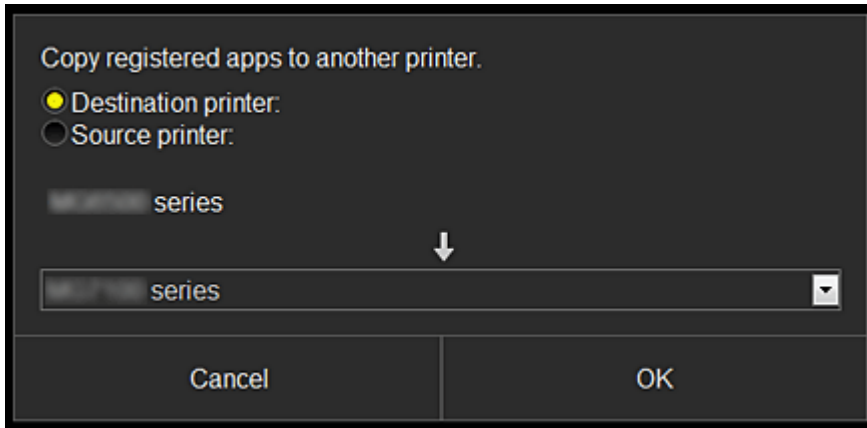 Copy registered apps to another printer.
Destination printer:
Source printer:
series
series
Cancel
OK